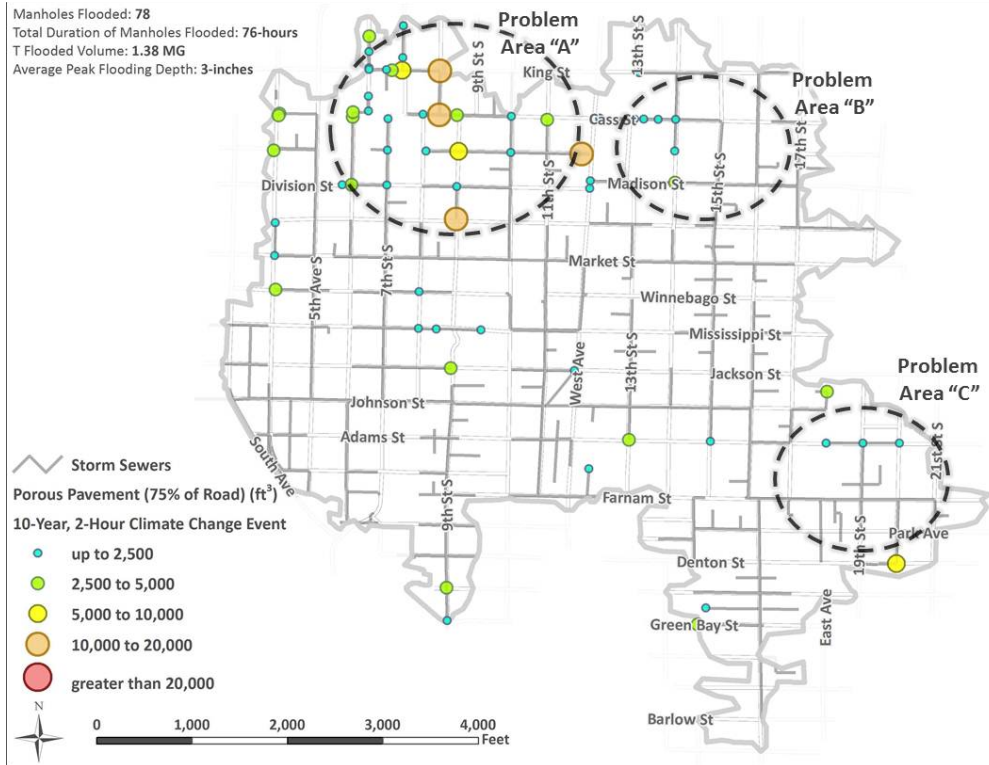 Manholes Flooded: 78
Total Duration of Manholes Flooded: 76-hours
T Flooded Volume: 1.38 MG
Average Peak Flooding Depth: 3-inches
Problem
Area "A"
9th St S
King St
13th St S
Problem
Area "B"
17th St S
Gass St
11th St S
15th St S
Division St
Madison St
7th St S
5th Ave S
Market St
Winnebago St
Mississippi St
13th St S
West Ave
Jackson St
Problem
Area "C"
Johnson St
Adams St
21st St S
South Ave
9th St S
Farnam St
19th St S
Park Ave
Denton St
East Ave
Green Bay St
Barlow St
Storm Sewers
Porous Pavement (75% of Road) (ft³)
10-Year, 2-Hour Climate Change Event
up to 2,500
2,500 to 5,000
5,000 to 10,000
10,000 to 20,000
greater than 20,000
N
0 1,000 2,000 3,000 4,000
Feet